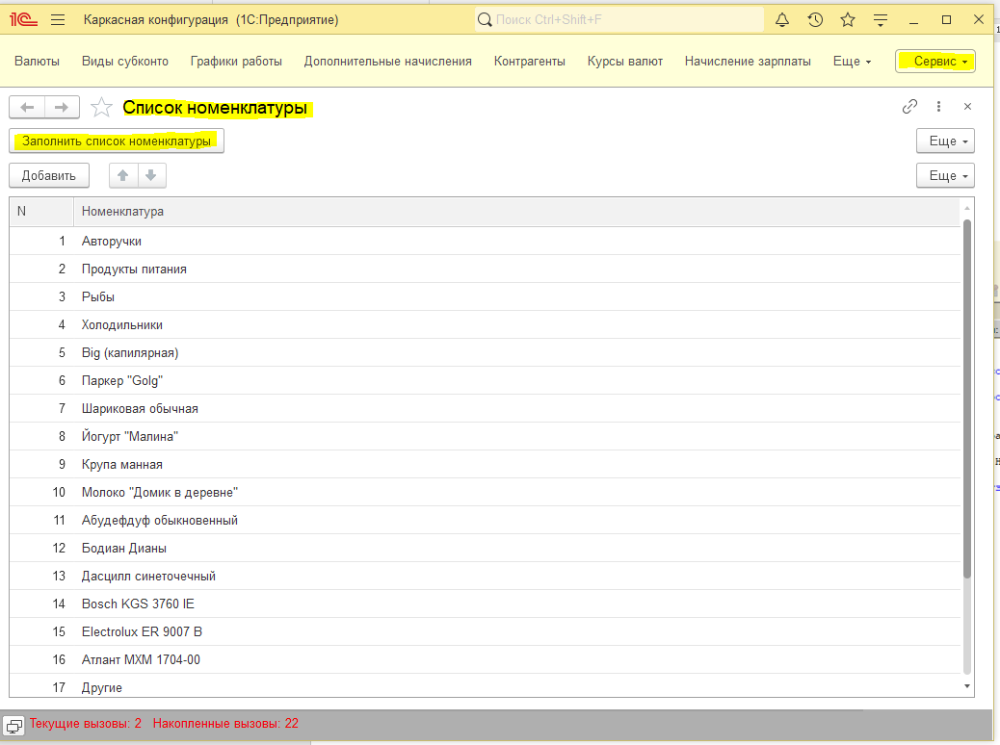 1С Каркасная конфигурация (1С:Предприятие) Поиск Ctrl+Shift+F
Валюты Виды субконто Графики работы Дополнительные начисления Контрагенты Курсы валют Начисление зарплаты Еще Сервис
Список номенклатуры
Заполнить список номенклатуры Еще
Добавить Еще
N Номенклатура
1 Авторучки
2 Продукты питания
3 Рыбы
4 Холодильники
5 Big (капилярная)
6 Паркер "Golg"
7 Шариковая обычная
8 Йогурт "Малина"
9 Крупа манная
10 Молоко "Домик в деревне"
11 Абудефдуф обыкновенный
12 Бодиан Дианы
13 Дасцилл синеточечный
14 Bosch KGS 3760 IE
15 Electrolux ER 9007 B
16 Атлант МХМ 1704-00
17 Другие
Текущие вызовы: 2 Накопленные вызовы: 22